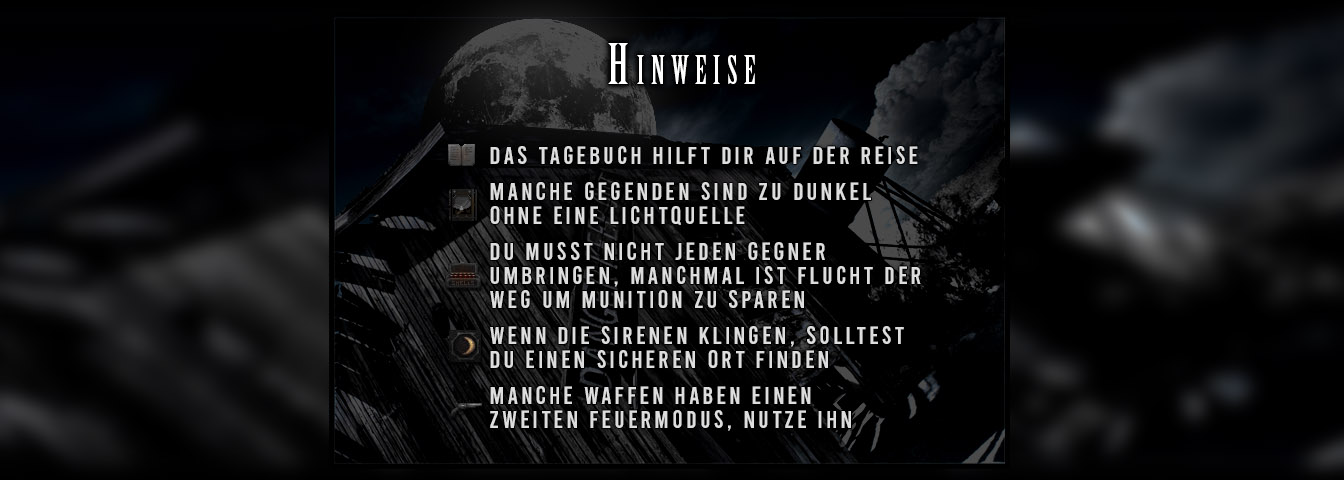 Hinweise
DAS TAGEBUCH HILFT DIR AUF DER REISE
MANCHE GEGENDEN SIND ZU DUNKEL
OHNE EINE LICHTQUELLE
DU MUSST NICHT JEDEN GEGNER
UMBRINGEN, MANCHMAL IST FLUCHT DER
WEG UM MUNITION ZU SPAREN
WENN DIE SIRENEN KLINGEN, SOLLTEST
DU EINEN SICHEREN ORT FINDEN
MANCHE WAFFEN HABEN EINEN
ZWEITEN FEUERMODUS, NUTZE IHN